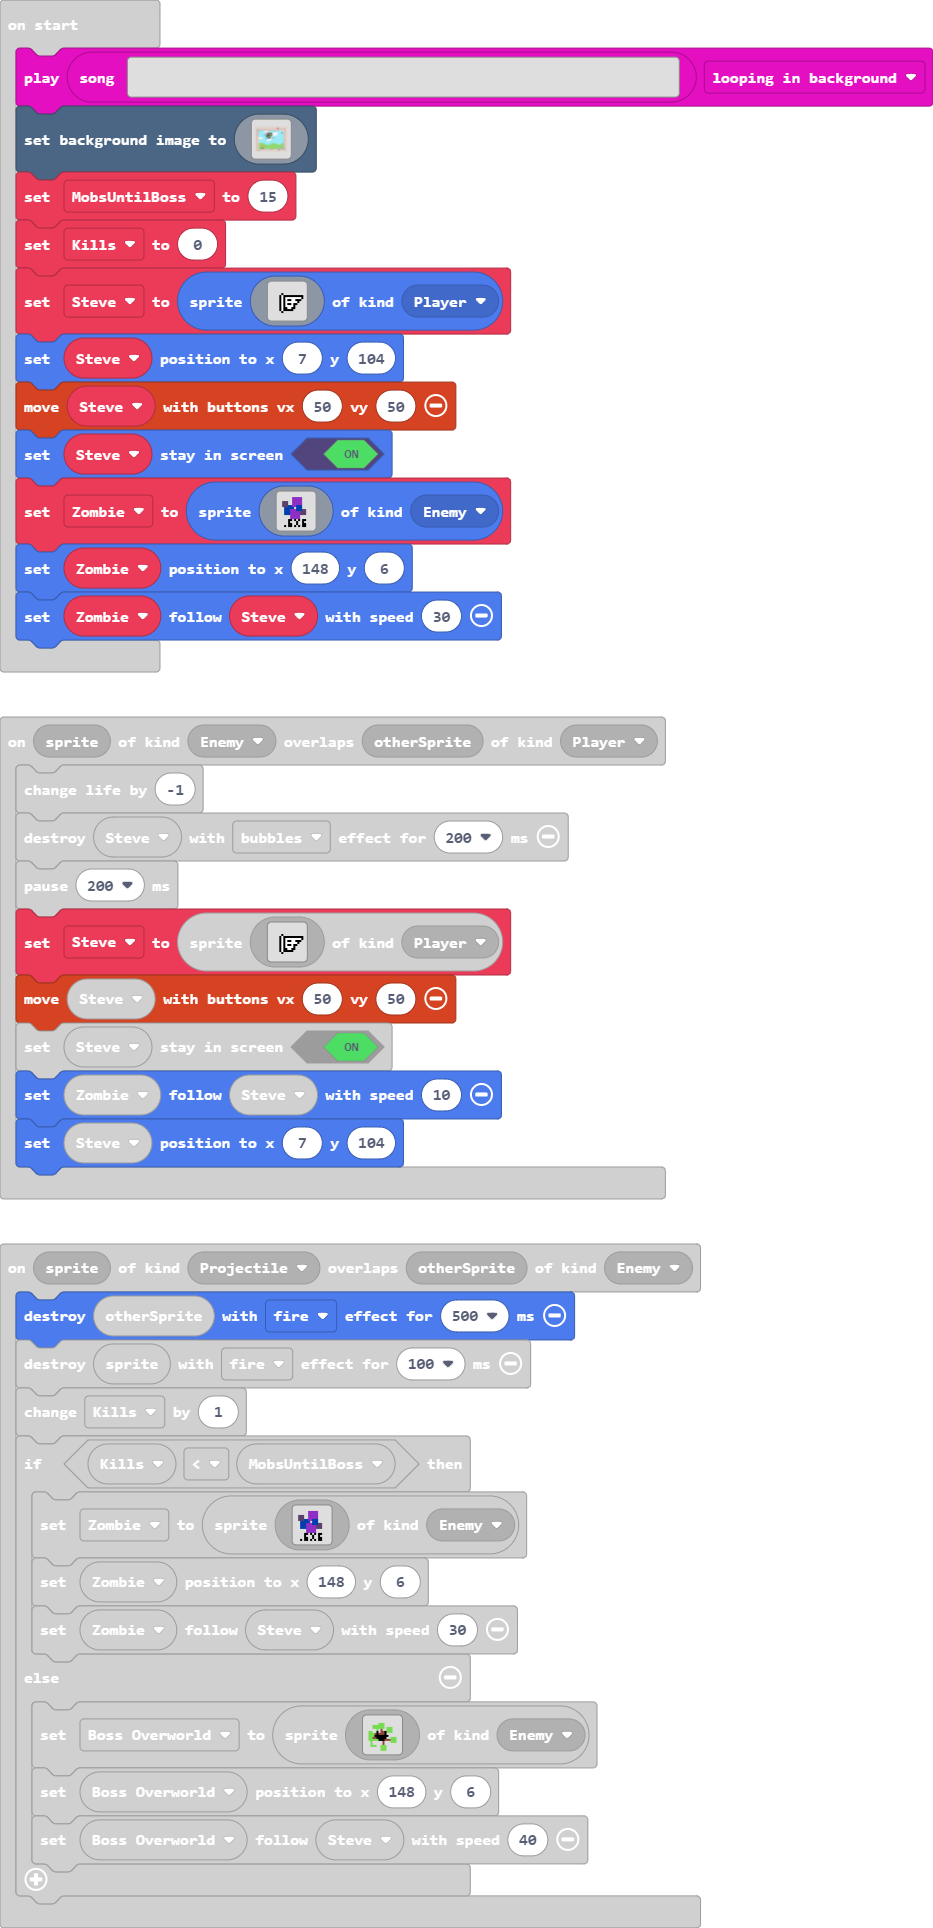 on start
play song looping in background
set background image to
set MobsUntilBoss to 15
set Kills to 0
set Steve to sprite of kind Player
set Steve position to x 7 y 104
move Steve with buttons vx 50 vy 50
set Steve stay in screen ON
set Zombie to sprite of kind Enemy
set Zombie position to x 148 y 6
set Zombie follow Steve with speed 30
on sprite of kind Enemy overlaps otherSprite of kind Player
change life by -1
destroy Steve with bubbles effect for 200 ms
pause 200 ms
set Steve to sprite of kind Player
move Steve with buttons vx 50 vy 50
set Steve stay in screen ON
set Zombie follow Steve with speed 10
set Steve position to x 7 y 104
on sprite of kind Projectile overlaps otherSprite of kind Enemy
destroy otherSprite with fire effect for 500 ms
destroy sprite with fire effect for 100 ms
change Kills by 1
if Kills < MobsUntilBoss then
set Zombie to sprite of kind Enemy
set Zombie position to x 148 y 6
set Zombie follow Steve with speed 30
else
set Boss Overworld to sprite of kind Enemy
set Boss Overworld position to x 148 y 6
set Boss Overworld follow Steve with speed 40